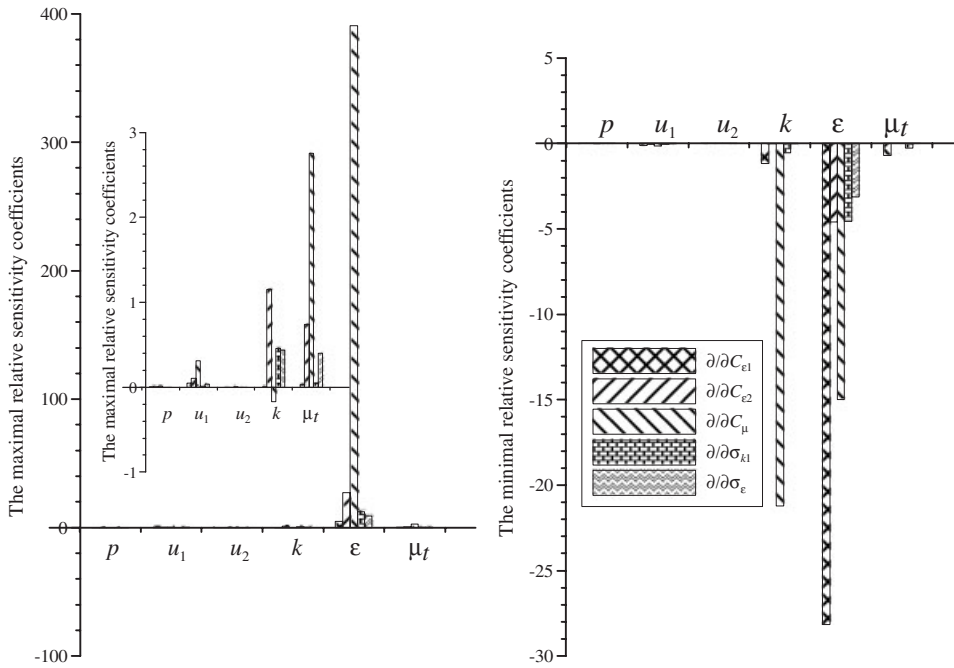 The maximal relative sensitivity coefficients
400
300
200
100
0
-100
p
u1
u2
k
ε
μt
The maximal relative sensitivity coefficients
3
2
1
0
-1
p
u1
u2
k
μt
The minimal relative sensitivity coefficients
5
0
-5
-10
-15
-20
-25
-30
p
u1
u2
k
ε
μt
∂/∂Cε1
∂/∂Cε2
∂/∂Cμ
∂/∂σk1
∂/∂σε